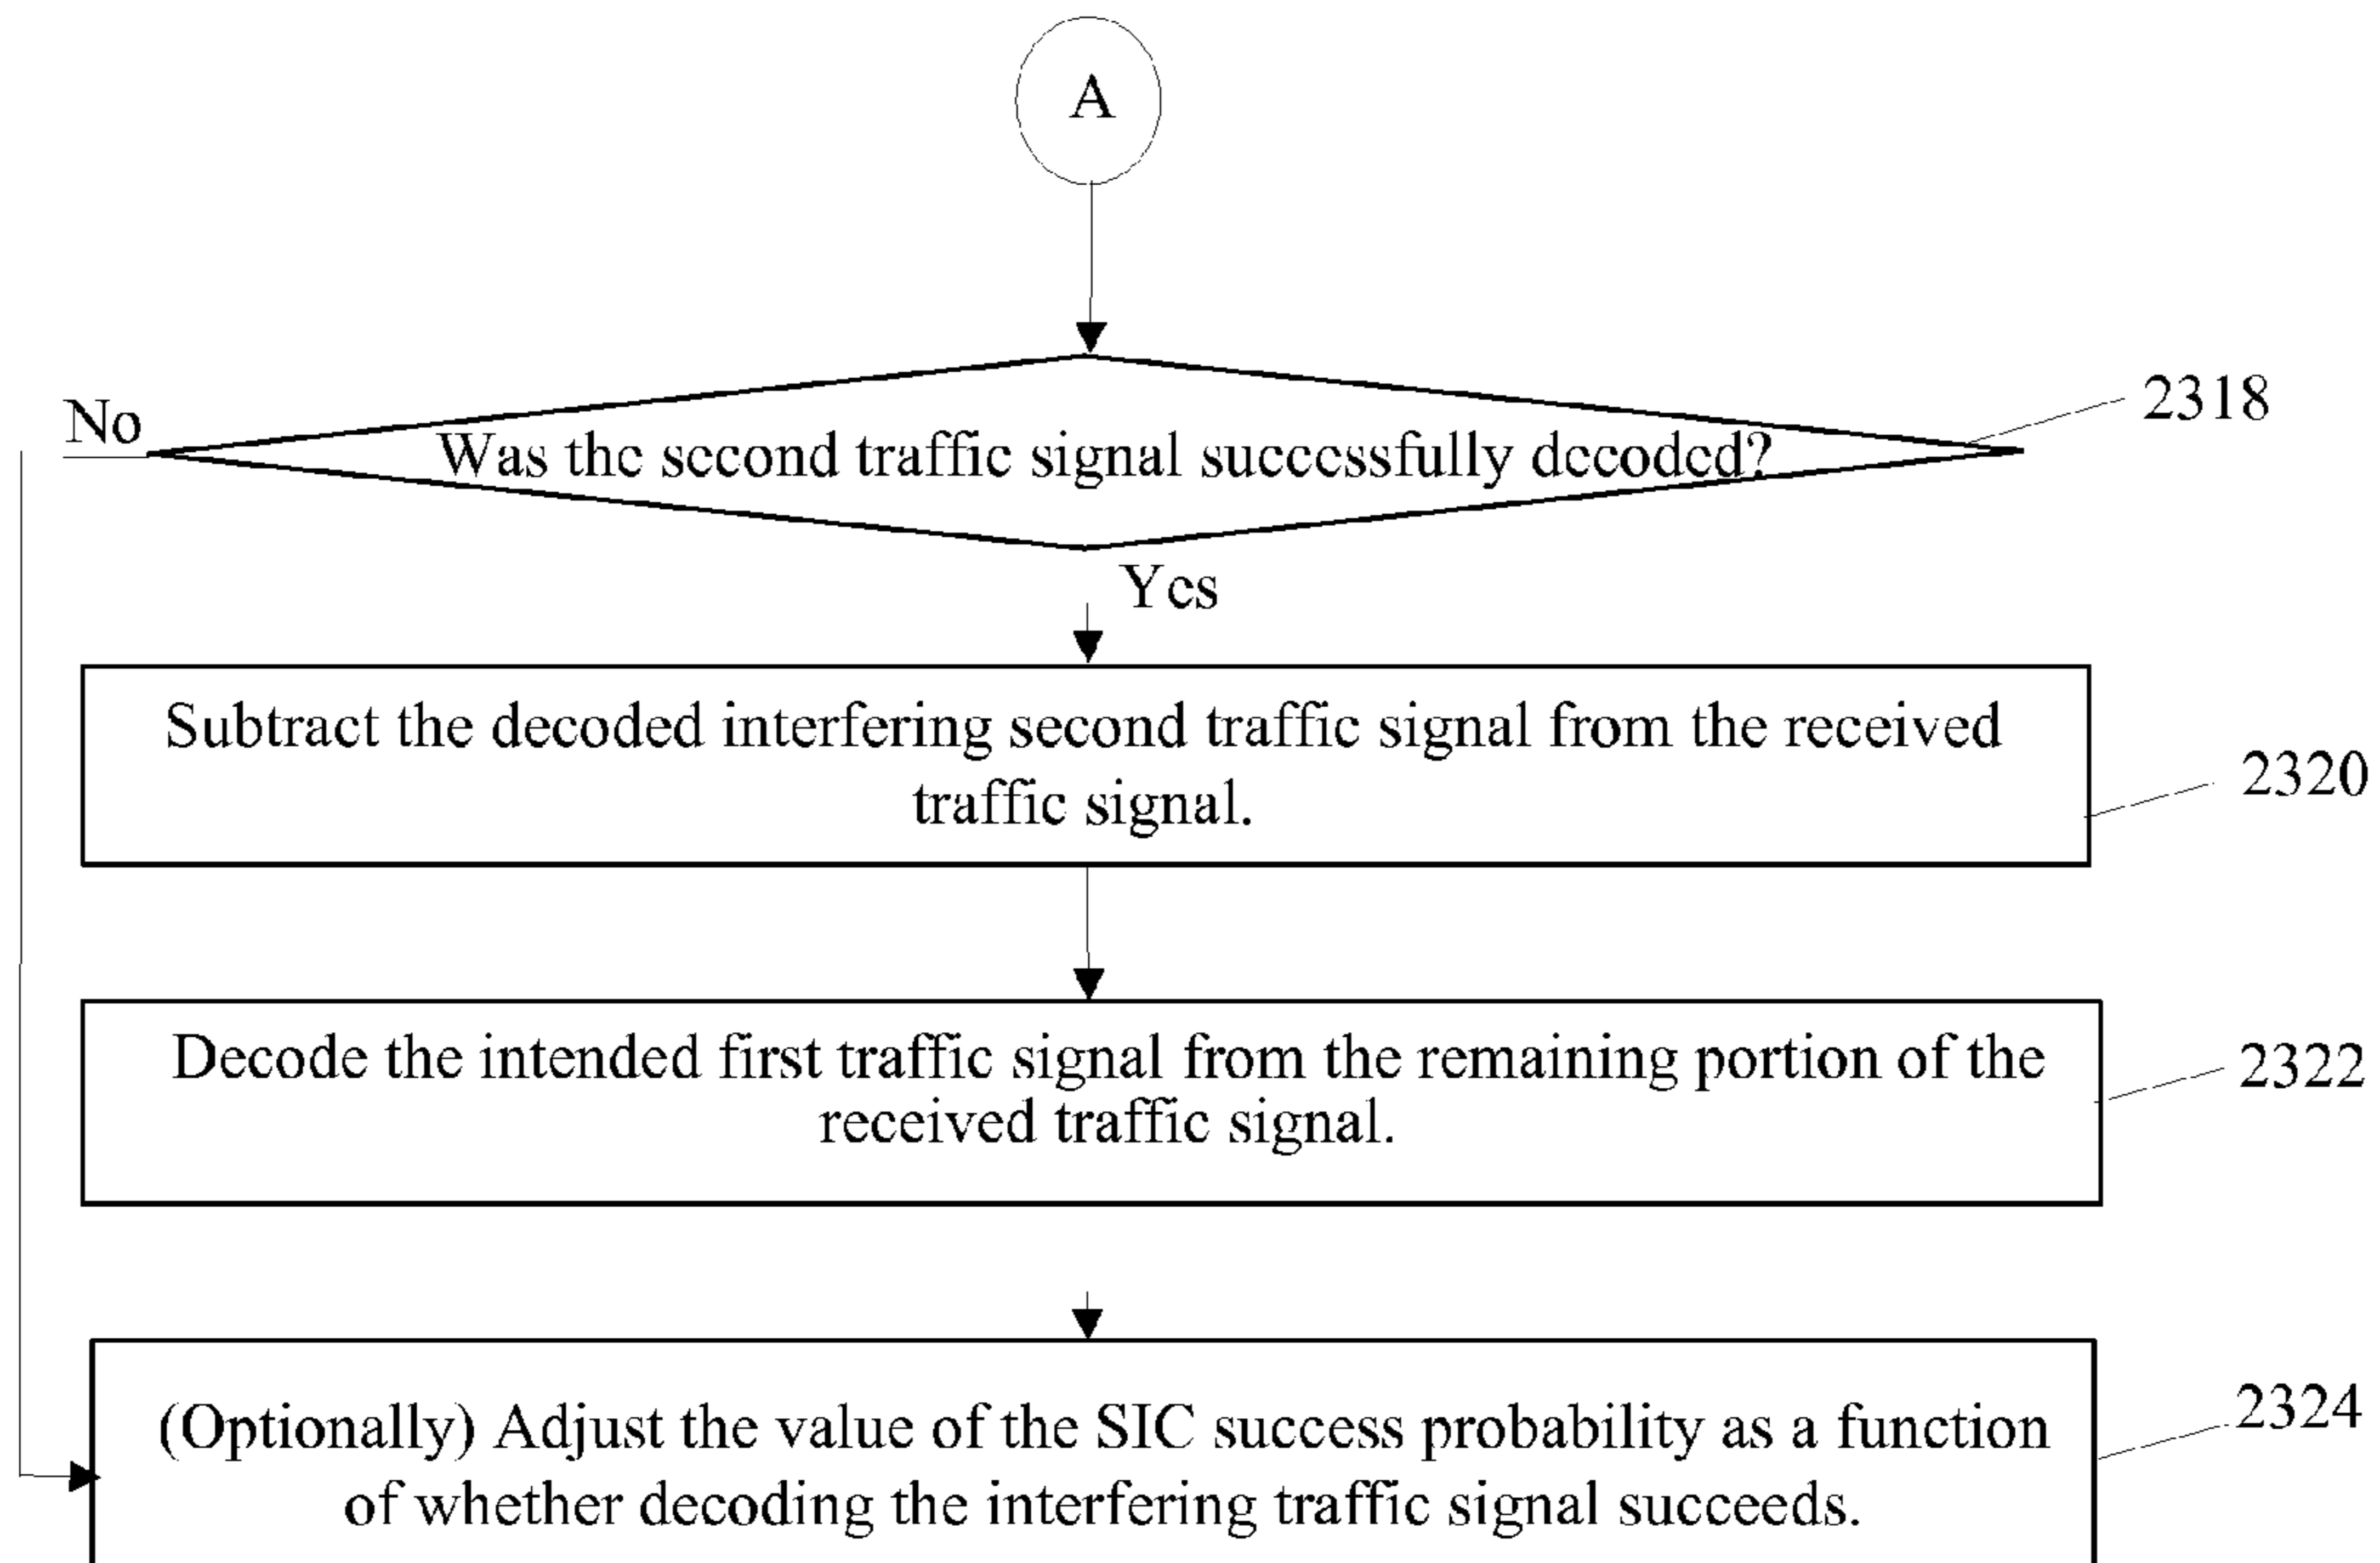 A
2318
No
Was the second traffic signal successfully decoded?
Yes
Subtract the decoded interfering second traffic signal from the received
traffic signal.
2320
Decode the intended first traffic signal from the remaining portion of the
received traffic signal.
2322
(Optionally) Adjust the value of the SIC success probability as a function
of whether decoding the interfering traffic signal succeeds.
2324